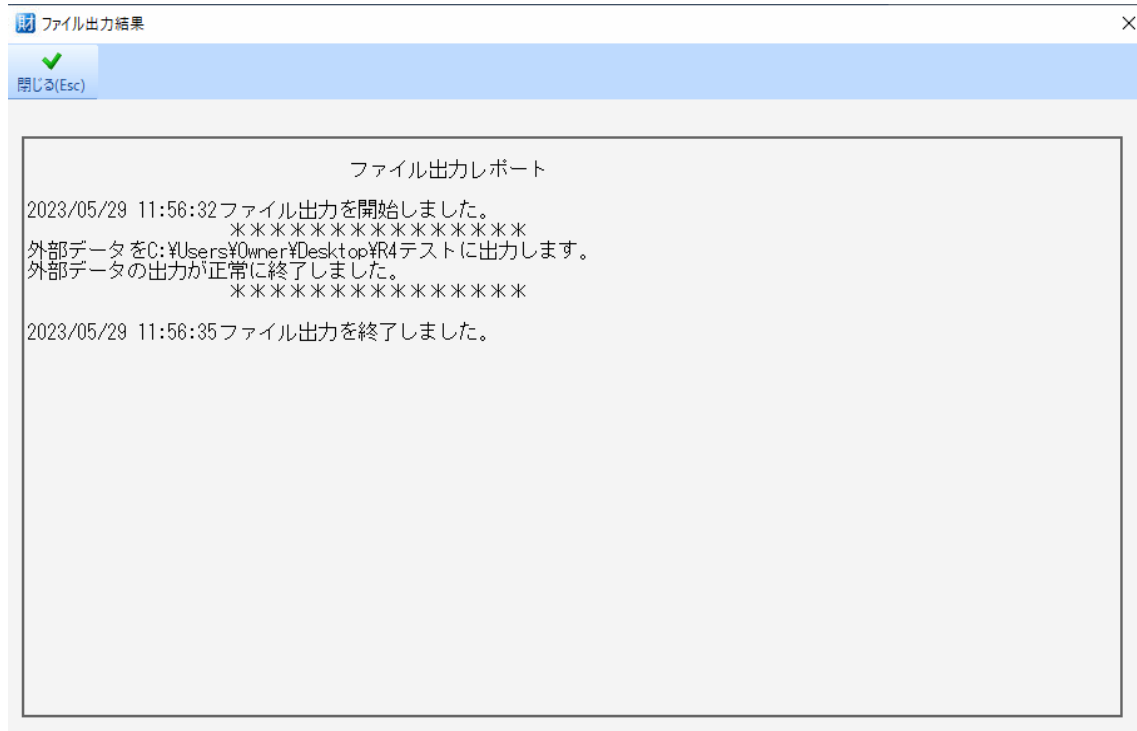 財 ファイル出力結果
閉じる(Esc)
ファイル出力レポート
2023/05/29 11:56:32ファイル出力を開始しました。
＊＊＊＊＊＊＊＊＊＊＊＊＊＊＊
外部データをC:¥Users¥Owner¥Desktop¥R4テストに出力します。
外部データの出力が正常に終了しました。
＊＊＊＊＊＊＊＊＊＊＊＊＊＊＊
2023/05/29 11:56:35ファイル出力を終了しました。